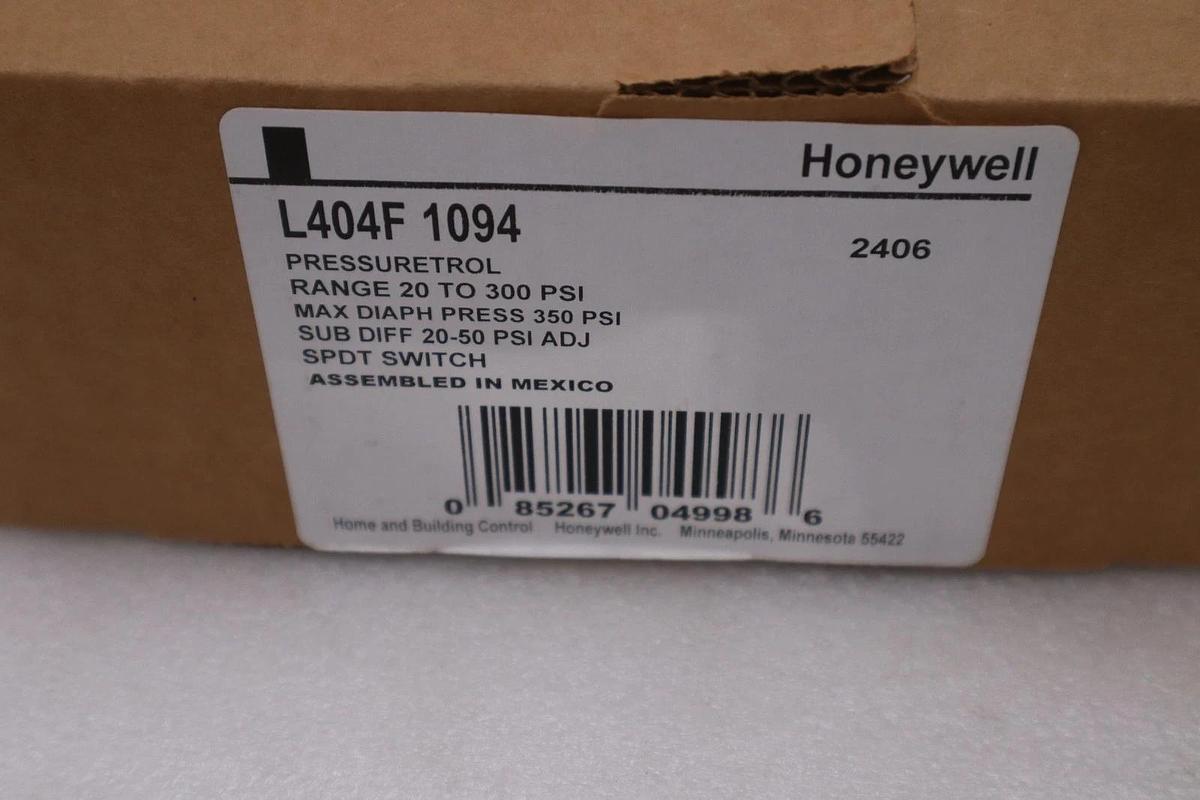 Honeywell
L404F 1094
2406
PRESSURETROL
RANGE 20 TO 300 PSI
MAX DIAPH PRESS 350 PSI
SUB DIFF 20-50 PSI ADJ
SPDT SWITCH
ASSEMBLED IN MEXICO
0 85267 04998 6
Home and Building Control Honeywell Inc. Minneapolis, Minnesota 55422